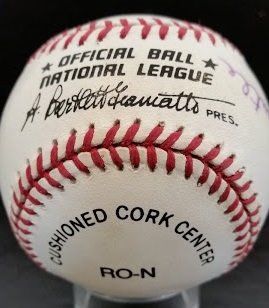 ★ OFFICIAL BALL ★
NATIONAL LEAGUE
A. Bartlett Giamatti PRES.
CUSHIONED CORK CENTER
RO-N